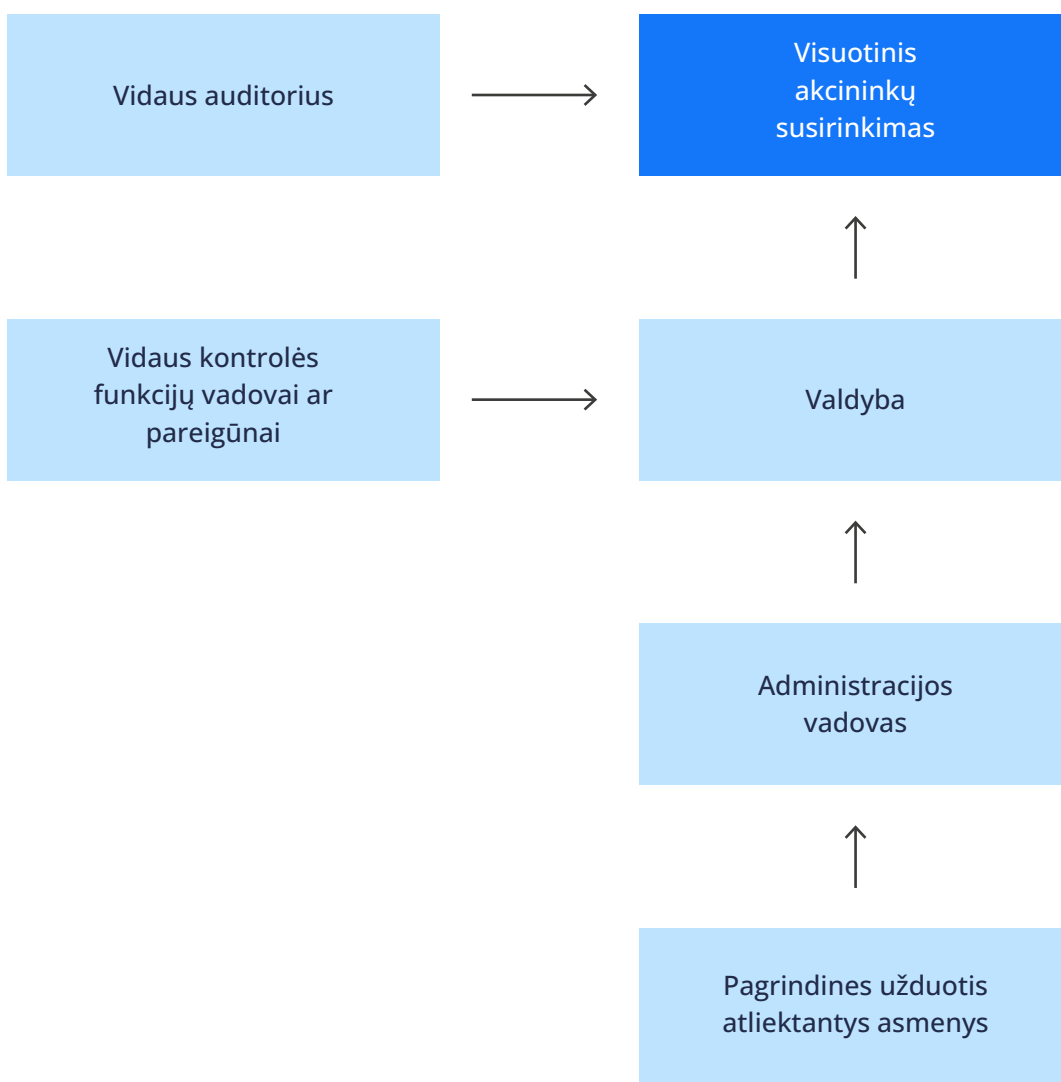 Vidaus auditorius
Visuotinis
akcininkų
susirinkimas
Vidaus kontrolės
funkcijų vadovai ar
pareigūnai
Valdyba
Administracijos
vadovas
Pagrindines užduotis
atliektantys asmenys